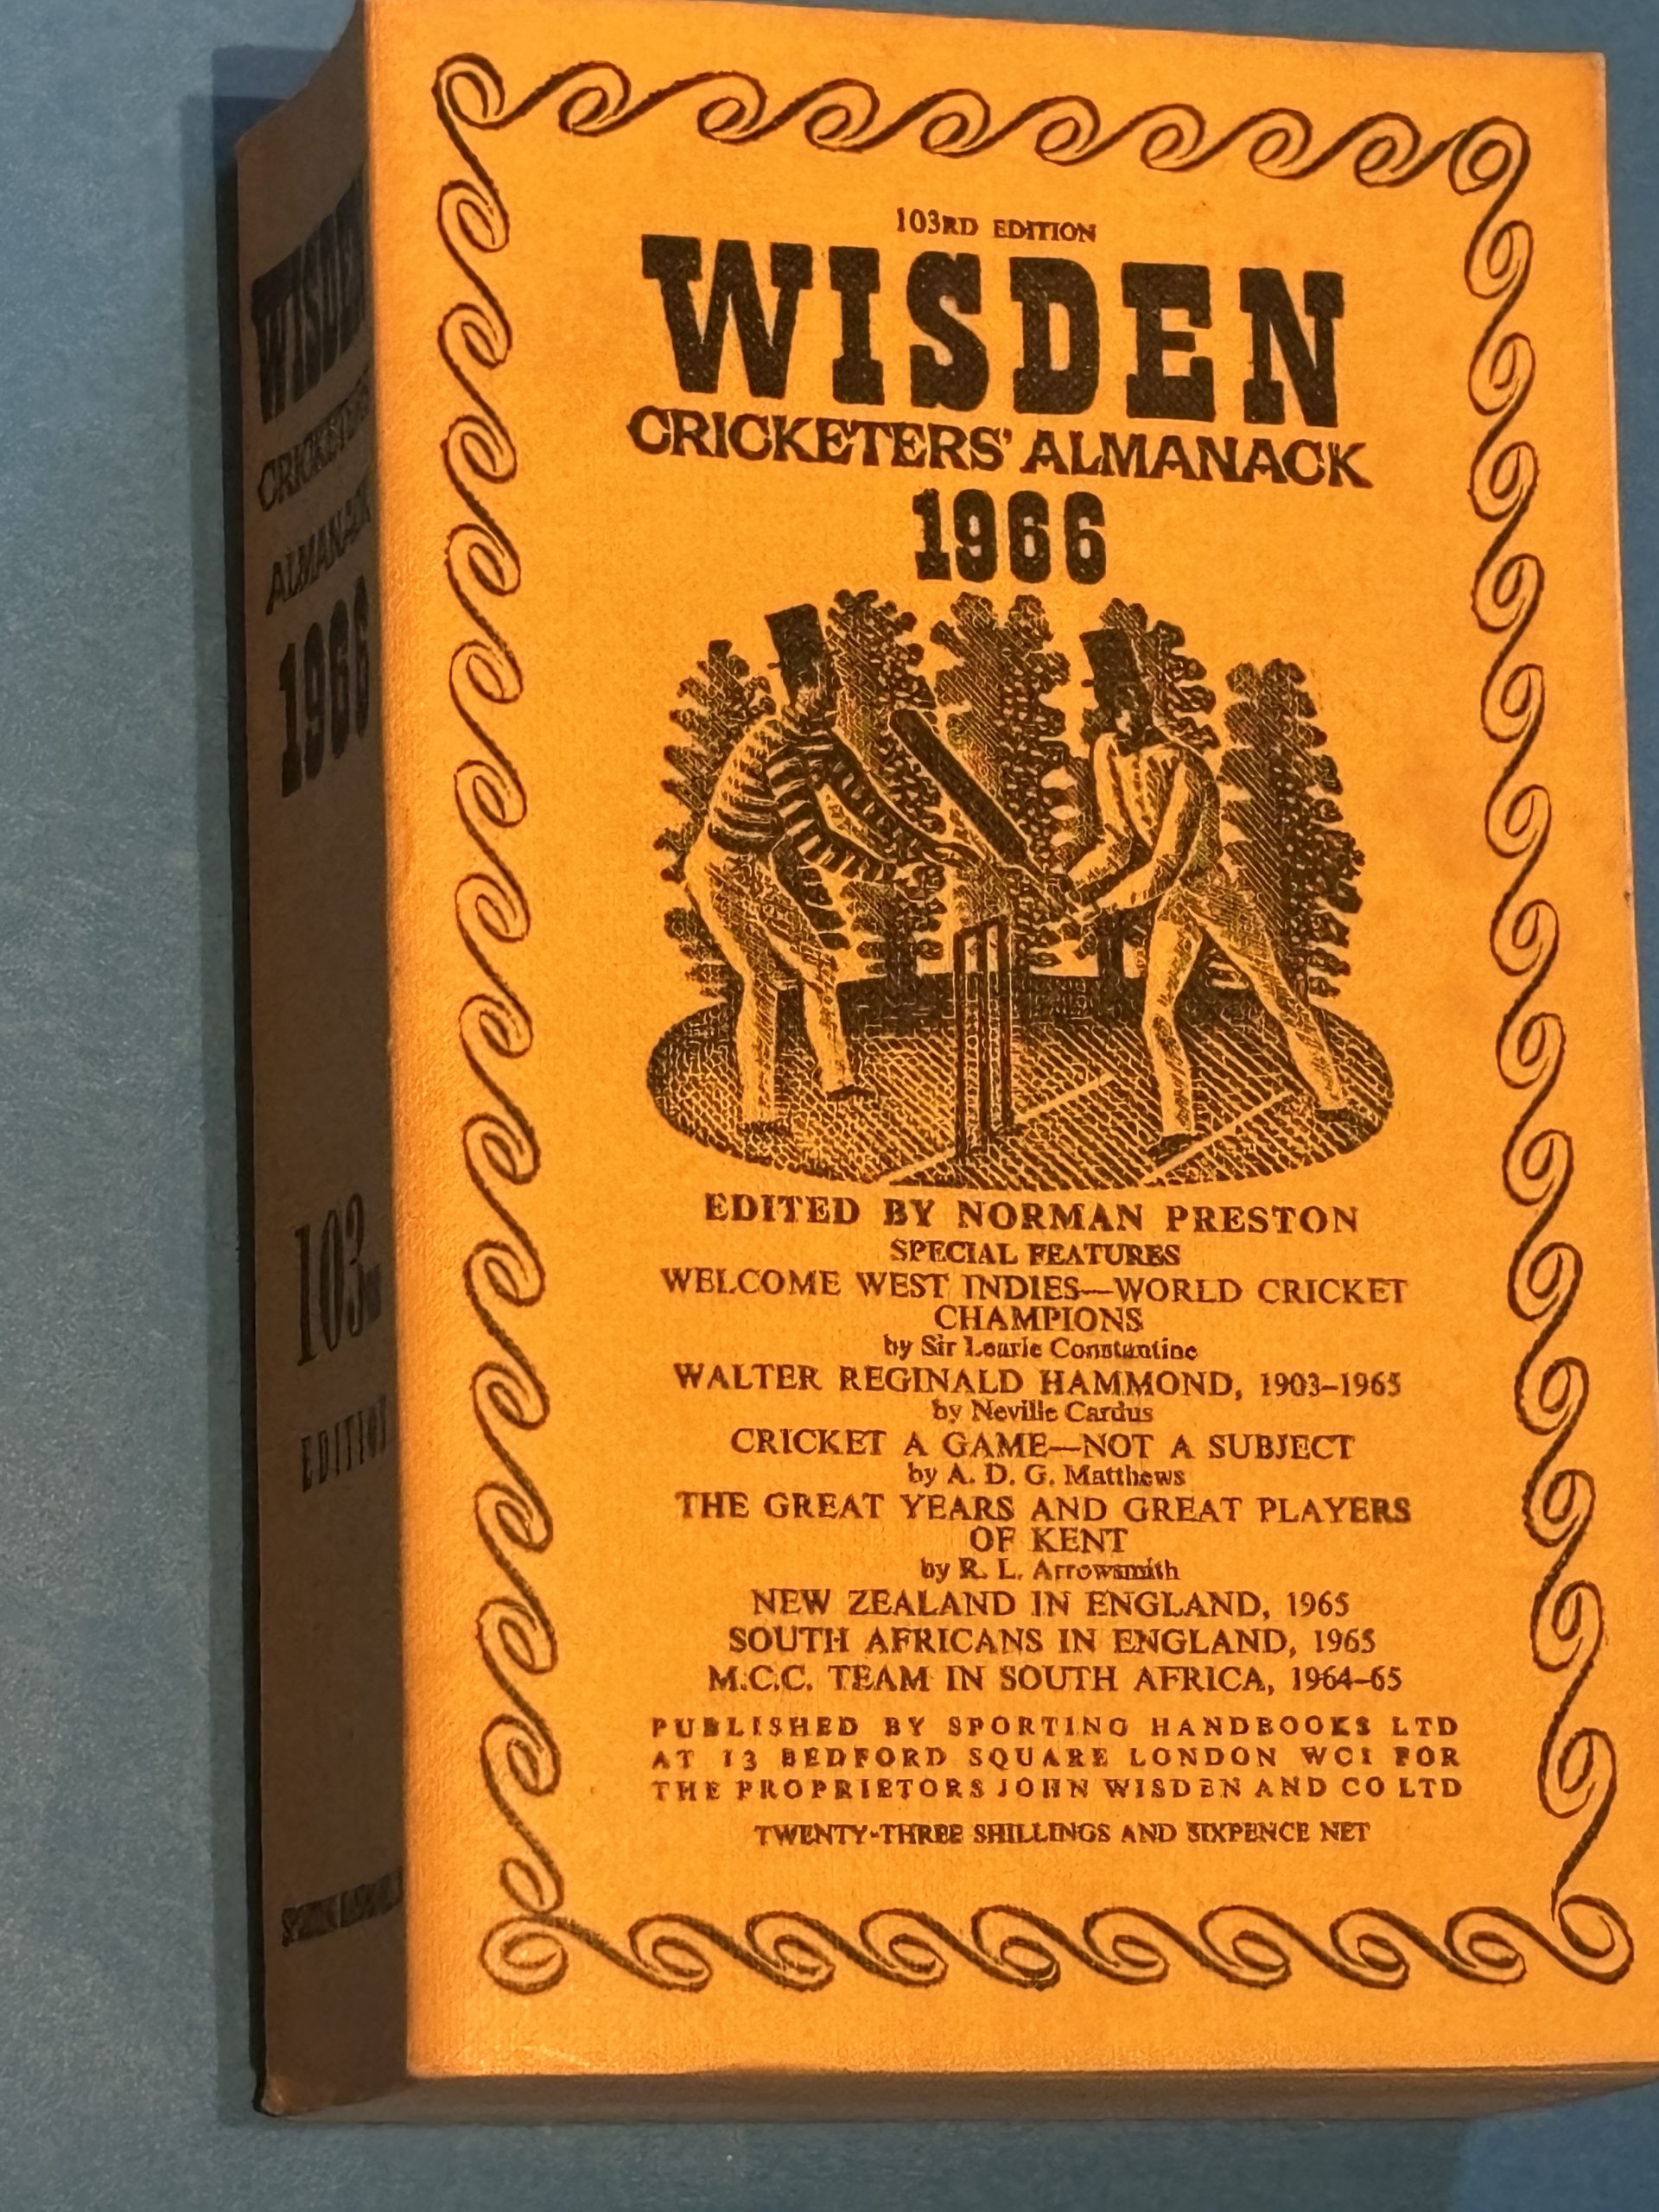 103RD EDITION
WISDEN
CRICKETERS' ALMANACK
1966
EDITED BY NORMAN PRESTON
SPECIAL FEATURES
WELCOME WEST INDIES—WORLD CRICKET
CHAMPIONS
by Sir Learie Constantine
WALTER REGINALD HAMMOND, 1903–1965
by Neville Cardus
CRICKET A GAME—NOT A SUBJECT
by A. D. G. Matthews
THE GREAT YEARS AND GREAT PLAYERS
OF KENT
by R. L. Arrowsmith
NEW ZEALAND IN ENGLAND, 1965
SOUTH AFRICANS IN ENGLAND, 1965
M.C.C. TEAM IN SOUTH AFRICA, 1964–65
PUBLISHED BY SPORTING HANDBOOKS LTD
AT 13 BEDFORD SQUARE LONDON WC1 FOR
THE PROPRIETORS JOHN WISDEN AND CO LTD
TWENTY-THREE SHILLINGS AND SIXPENCE NET
WISDEN
CRICKETERS'
ALMANACK
1966
103RD
EDITION